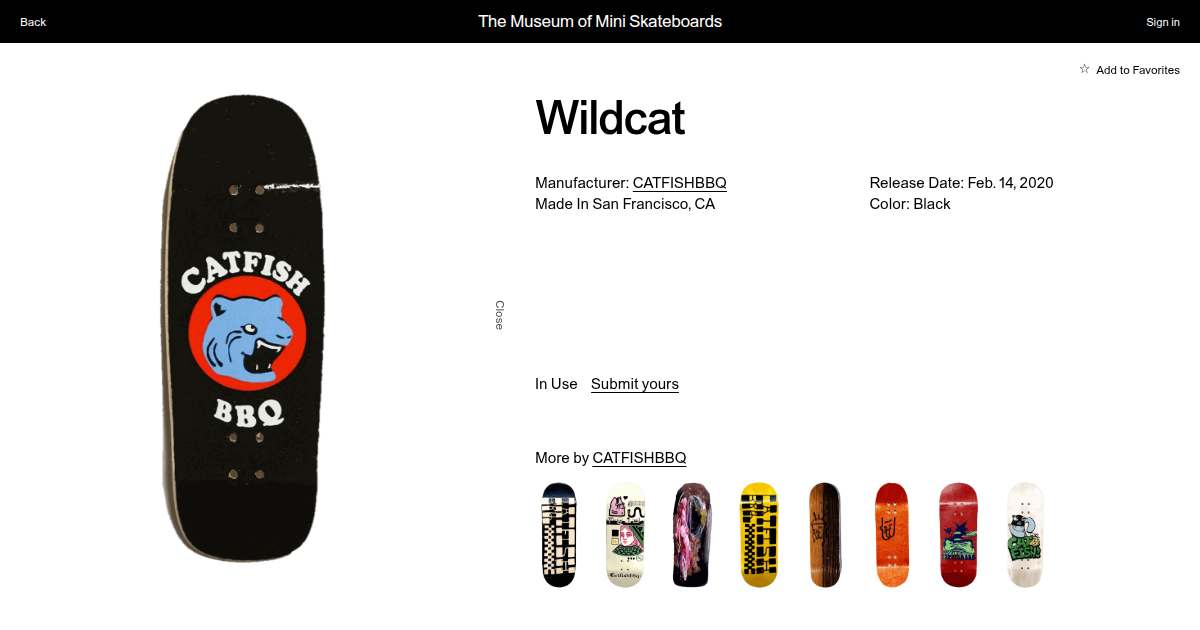 Back
The Museum of Mini Skateboards
Sign in
☆ Add to Favorites
CATFISH
BBQ
Close
Wildcat
Manufacturer: CATFISHBBQ
Made In San Francisco, CA
Release Date: Feb. 14, 2020
Color: Black
In Use Submit yours
More by CATFISHBBQ